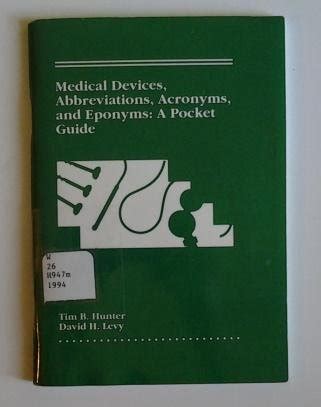 Medical Devices,
Abbreviations, Acronyms,
and Eponyms: A Pocket
Guide
W
26
H947m
1994
Tim B. Hunter
David H. Levy